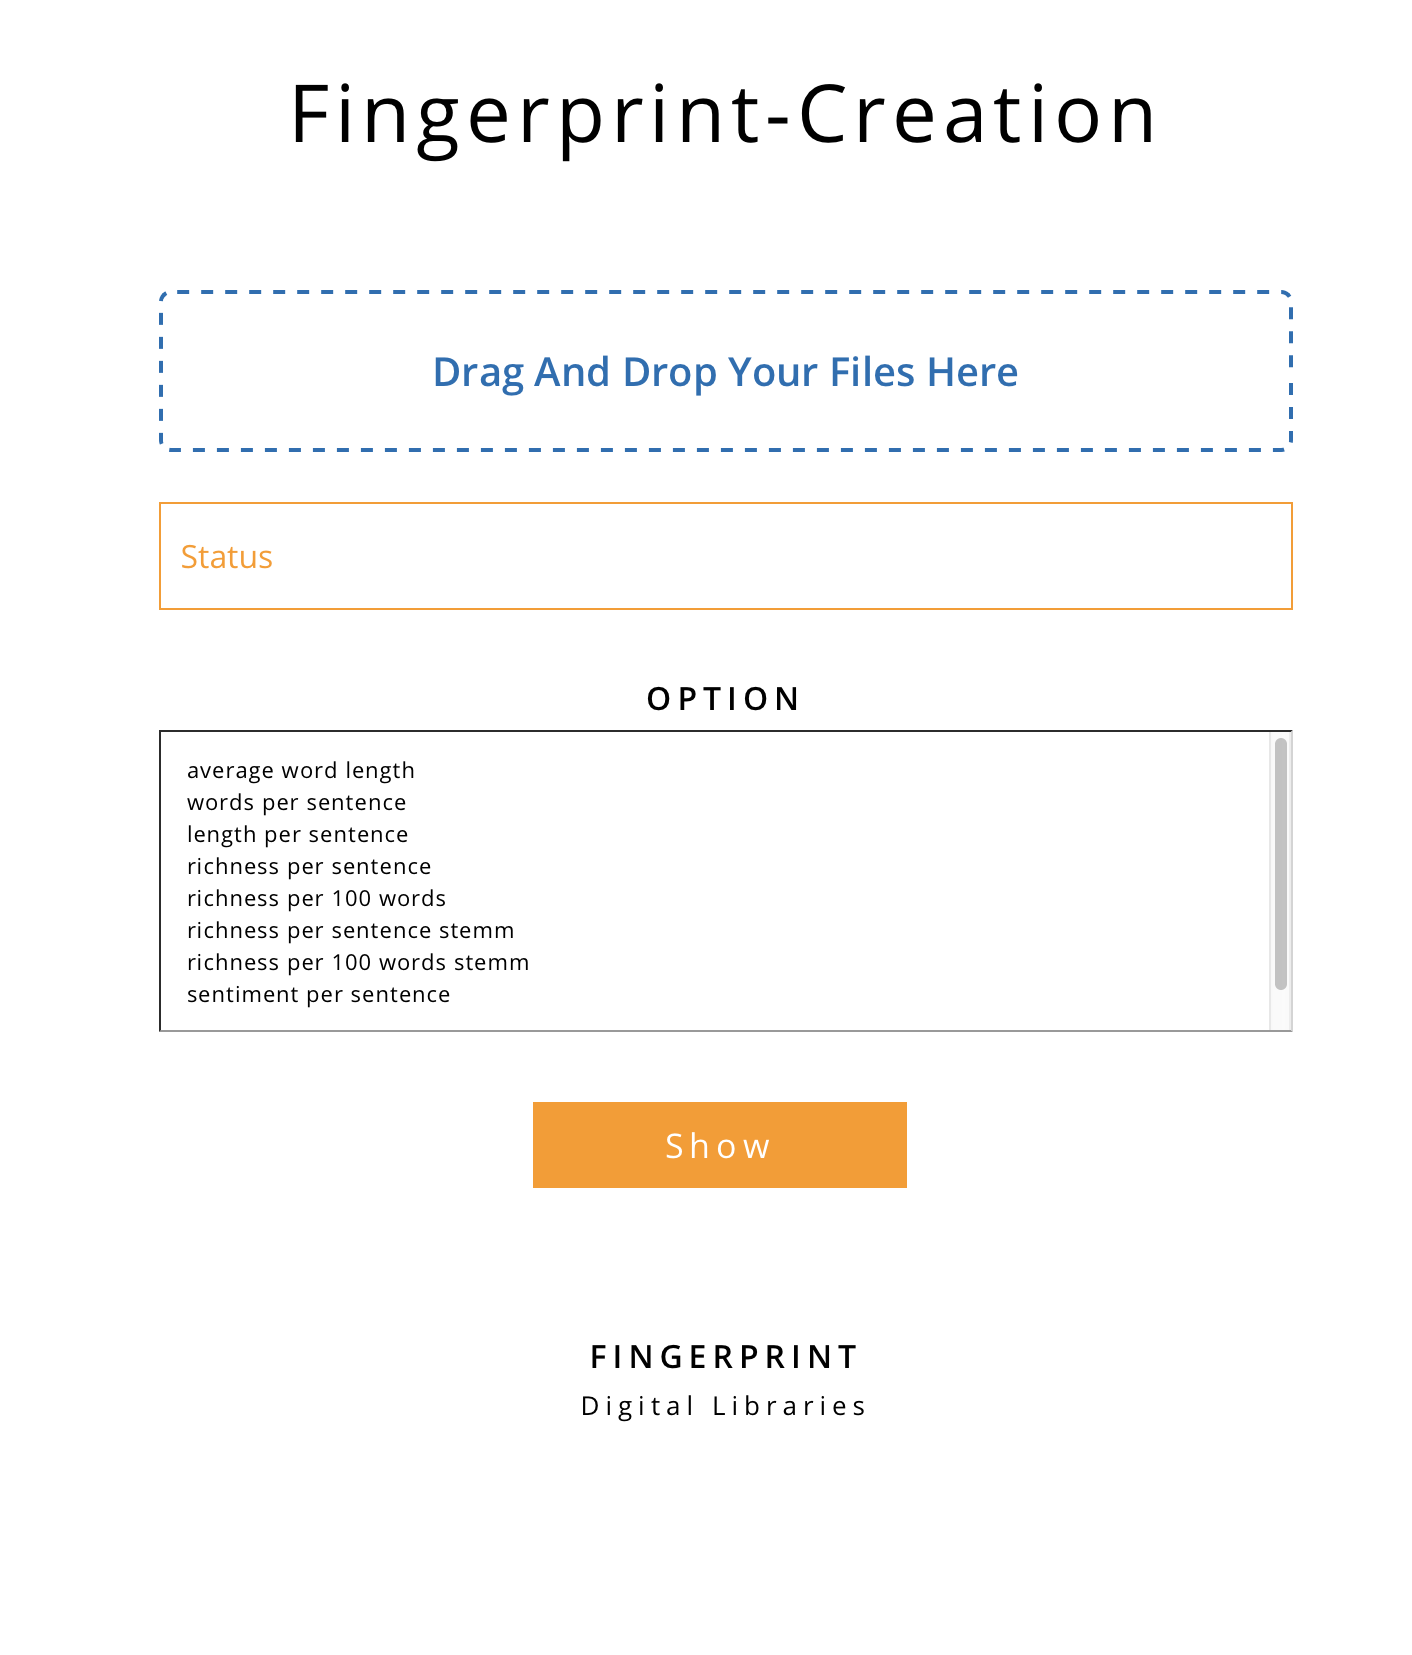 Fingerprint-Creation
Drag And Drop Your Files Here
Status
OPTION
average word length
words per sentence
length per sentence
richness per sentence
richness per 100 words
richness per sentence stemm
richness per 100 words stemm
sentiment per sentence
Show
FINGERPRINT
Digital Libraries